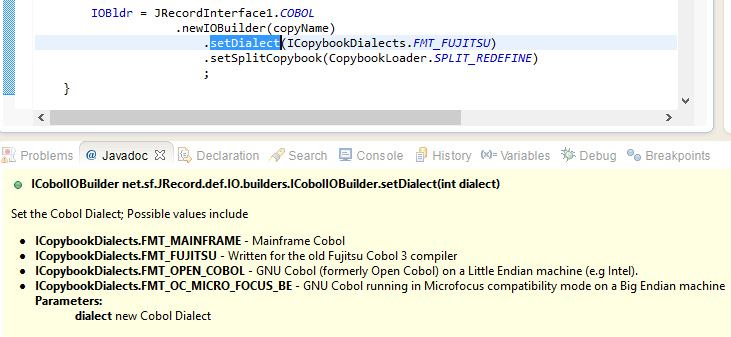 IOBldr = JRecordInterface1.COBOL
.newIOBuilder(copyName)
.setDialect(ICopybookDialects.FMT_FUJITSU)
.setSplitCopybook(CopybookLoader.SPLIT_REDEFINE)
;
}
Problems @ Javadoc Declaration Search Console History (x)= Variables Debug Breakpoints
ICobolIOBuilder net.sf.JRecord.def.IO.builders.ICobolIOBuilder.setDialect(int dialect)
Set the Cobol Dialect; Possible values include
• ICopybookDialects.FMT_MAINFRAME - Mainframe Cobol
• ICopybookDialects.FMT_FUJITSU - Written for the old Fujitsu Cobol 3 compiler
• ICopybookDialects.FMT_OPEN_COBOL - GNU Cobol (formerly Open Cobol) on a Little Endian machine (e.g Intel).
• ICopybookDialects.FMT_OC_MICRO_FOCUS_BE - GNU Cobol running in Microfocus compatibility mode on a Big Endian machine
Parameters:
dialect new Cobol Dialect